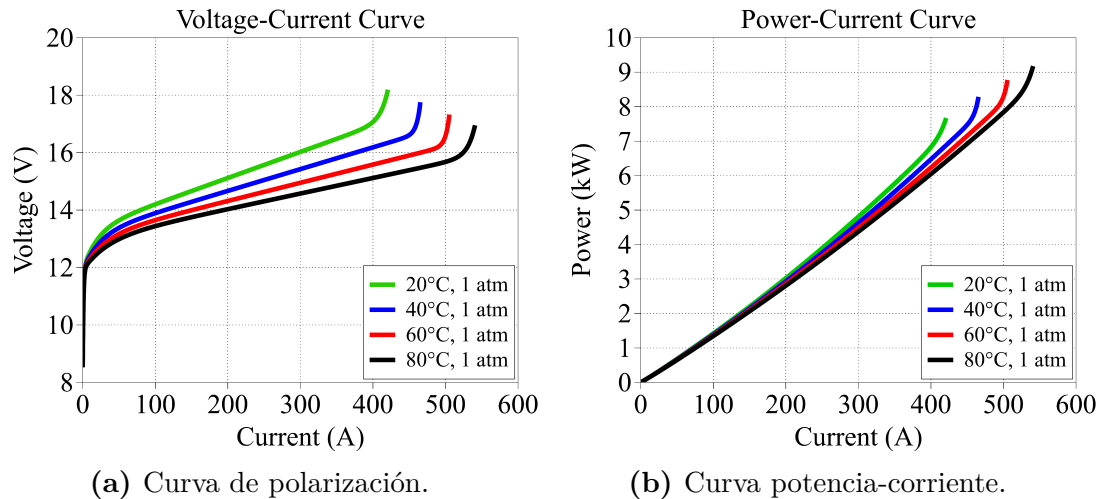 Voltage-Current Curve
20
18
16
14
12
10
8
Voltage (V)
20°C, 1 atm
40°C, 1 atm
60°C, 1 atm
80°C, 1 atm
0 100 200 300 400 500 600
Current (A)
(a) Curva de polarización.
Power-Current Curve
10
9
8
7
6
5
4
3
2
1
0
Power (kW)
20°C, 1 atm
40°C, 1 atm
60°C, 1 atm
80°C, 1 atm
0 100 200 300 400 500 600
Current (A)
(b) Curva potencia-corriente.